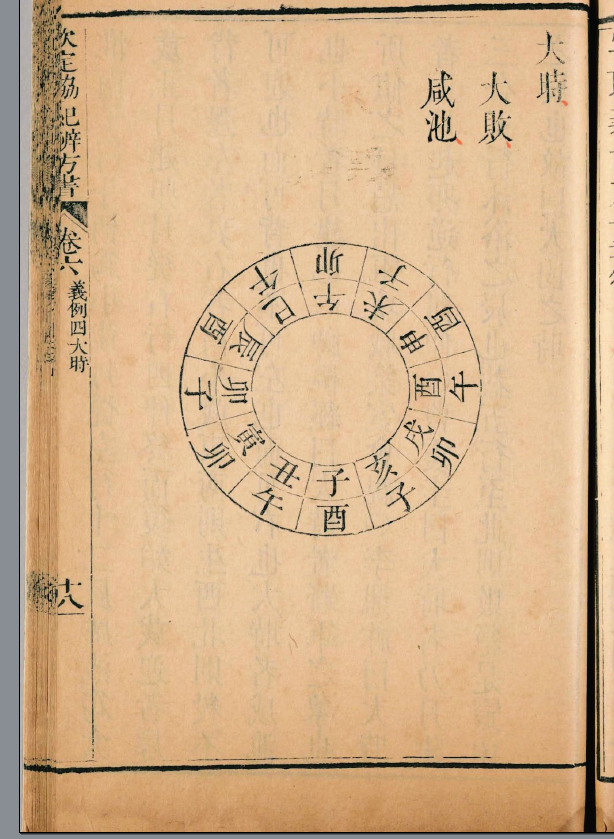 大時
大敗
咸池
子丑寅卯辰巳午未申酉戌亥
酉午卯子酉午卯子酉午卯子
欽定協紀辨方書
卷六
義例四大時
十八